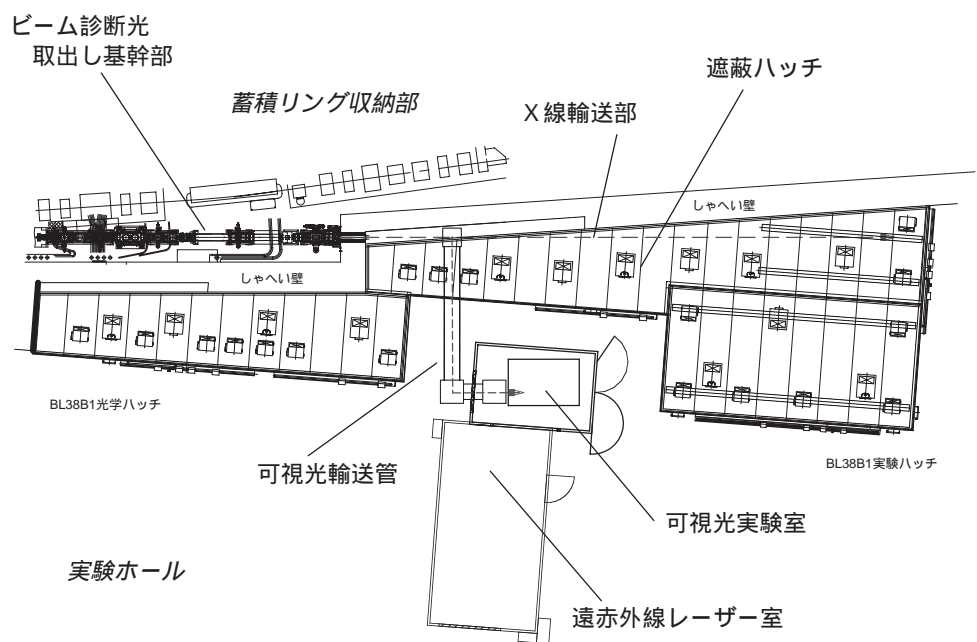 ビーム診断光
取出し基幹部
蓄積リング収納部
遮蔽ハッチ
X線輸送部
しゃへい壁
しゃへい壁
BL38B1光学ハッチ
BL38B1実験ハッチ
可視光輸送管
可視光実験室
実験ホール
遠赤外線レーザー室